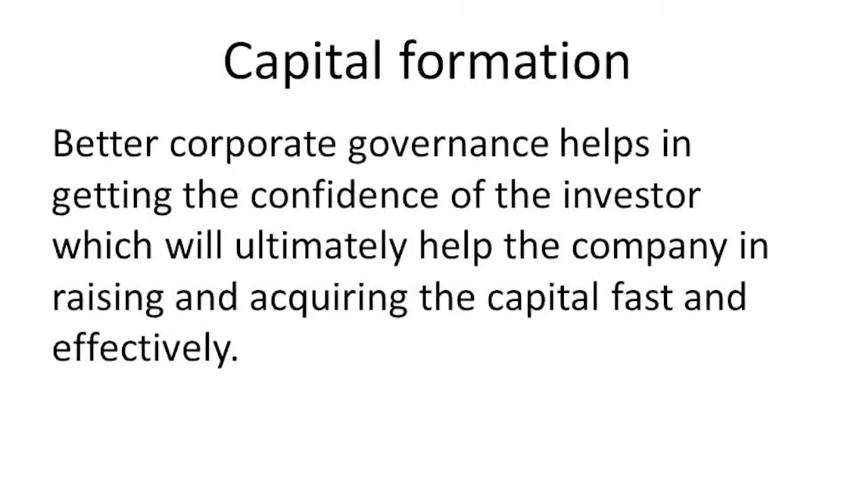 Capital formation
Better corporate governance helps in
getting the confidence of the investor
which will ultimately help the company in
raising and acquiring the capital fast and
effectively.